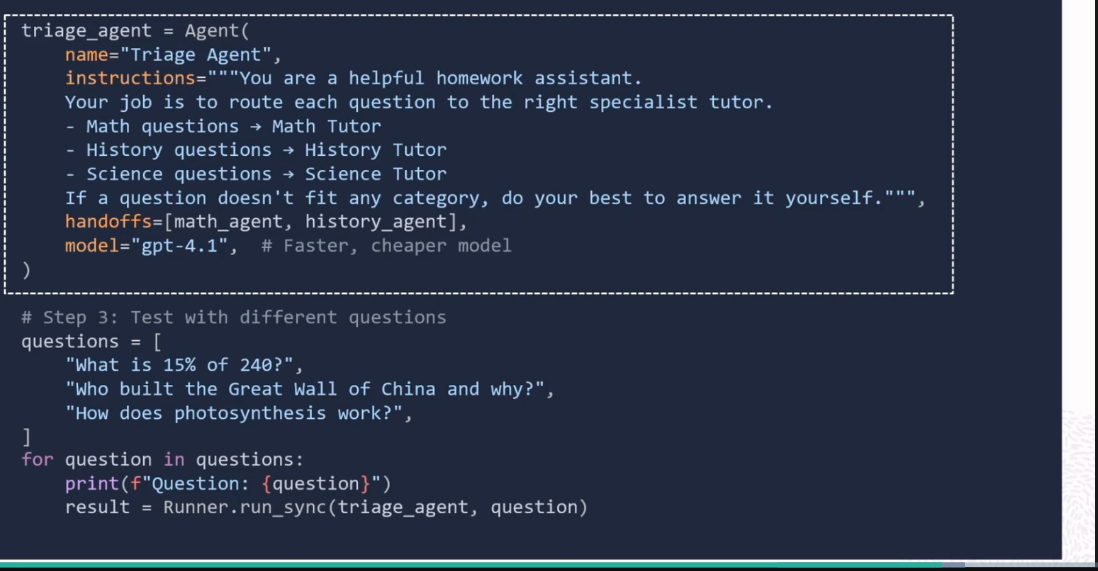 triage_agent = Agent(
    name="Triage Agent",
    instructions="""You are a helpful homework assistant.
    Your job is to route each question to the right specialist tutor.
    - Math questions → Math Tutor
    - History questions → History Tutor
    - Science questions → Science Tutor
    If a question doesn't fit any category, do your best to answer it yourself.""",
    handoffs=[math_agent, history_agent],
    model="gpt-4.1",  # Faster, cheaper model
)
# Step 3: Test with different questions
questions = [
    "What is 15% of 240?",
    "Who built the Great Wall of China and why?",
    "How does photosynthesis work?",
]
for question in questions:
    print(f"Question: {question}")
    result = Runner.run_sync(triage_agent, question)